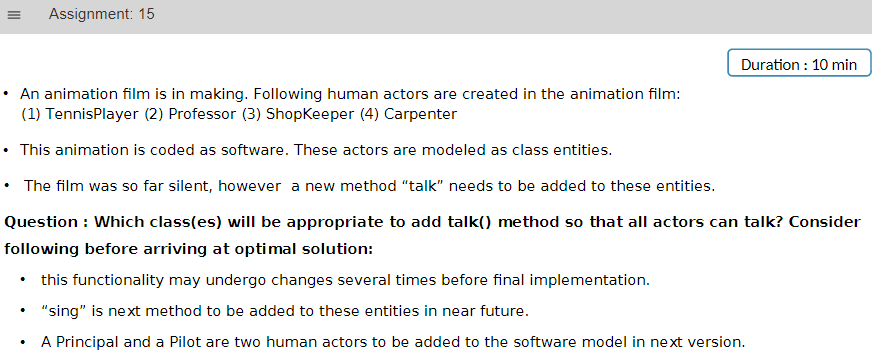 Assignment: 15
Duration : 10 min
• An animation film is in making. Following human actors are created in the animation film:
(1) TennisPlayer (2) Professor (3) ShopKeeper (4) Carpenter
• This animation is coded as software. These actors are modeled as class entities.
• The film was so far silent, however a new method “talk” needs to be added to these entities.
Question : Which class(es) will be appropriate to add talk() method so that all actors can talk? Consider
following before arriving at optimal solution:
• this functionality may undergo changes several times before final implementation.
• “sing” is next method to be added to these entities in near future.
• A Principal and a Pilot are two human actors to be added to the software model in next version.